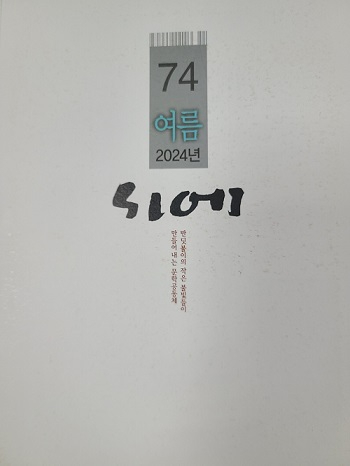 74
여름
2024년
시에
반딧불이의 작은 불빛들이
만들어내는 문학공동체